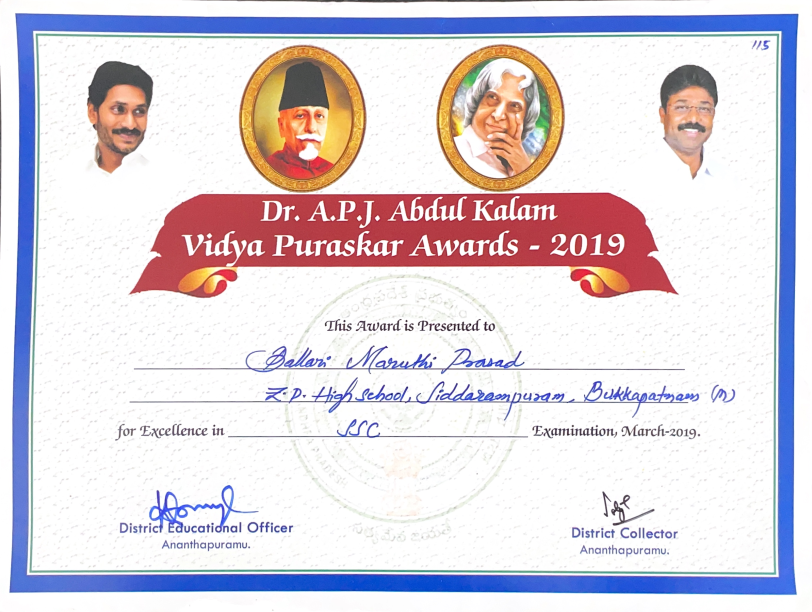 115
Dr. A.P.J. Abdul Kalam
Vidya Puraskar Awards - 2019
This Award is Presented to
Ballari Maruthi Prasad
Z.P. High school, Siddarampuram, Bukkapatnam (M)
for Excellence in SSC Examination, March-2019.
District Educational Officer
Ananthapuramu.
District Collector
Ananthapuramu.